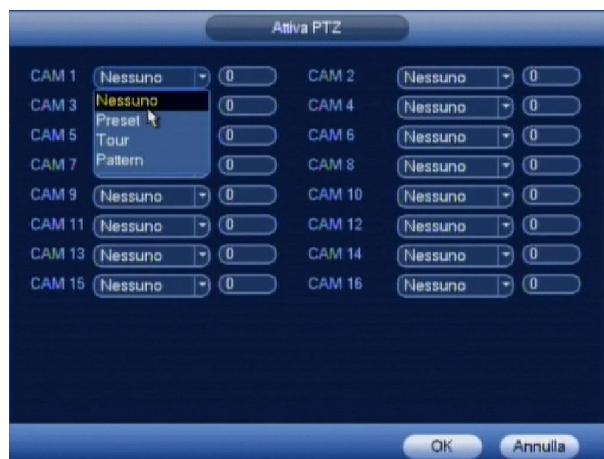 Attiva PTZ
CAM 1 Nessuno 0 CAM 2 Nessuno 0
Nessuno
Preset
Tour
Pattern
CAM 3 0 CAM 4 Nessuno 0
CAM 5 0 CAM 6 Nessuno 0
CAM 7 0 CAM 8 Nessuno 0
CAM 9 Nessuno 0 CAM 10 Nessuno 0
CAM 11 Nessuno 0 CAM 12 Nessuno 0
CAM 13 Nessuno 0 CAM 14 Nessuno 0
CAM 15 Nessuno 0 CAM 16 Nessuno 0
OK Annulla